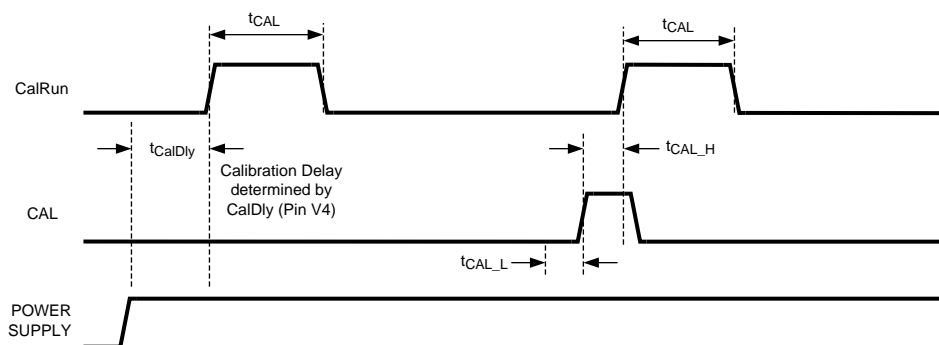 tCAL
tCAL
CalRun
tCalDly
tCAL_H
Calibration Delay
determined by
CalDly (Pin V4)
CAL
tCAL_L
POWER
SUPPLY